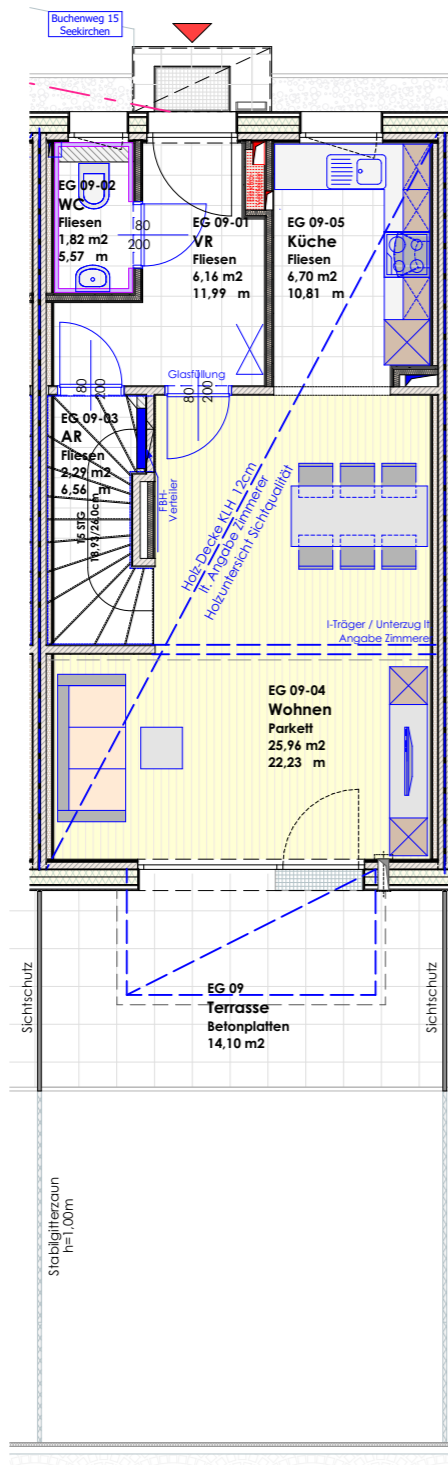 Buchenweg 15
Seekirchen
EG 09-02
WC
Fliesen
1,82 m2
5,57 m
80
200
EG 09-01
VR
Fliesen
6,16 m2
11,99 m
EG 09-05
Küche
Fliesen
6,70 m2
10,81 m
Glasfüllung
80
200
80
200
EG 09-03
AR
Fliesen
2,29 m2
6,56 m
15 STG
18,93/26,0cm
FBH-
Verteiler
Holz-Decke KLH 12cm
lt. Angabe Zimmerer
Holzuntersicht Sichtqualität
I-Träger / Unterzug lt
Angabe Zimmerer
EG 09-04
Wohnen
Parkett
25,96 m2
22,23 m
EG 09
Terrasse
Betonplatten
14,10 m2
Sichtschutz
Sichtschutz
Stabilgitterzaun
h=1,00m